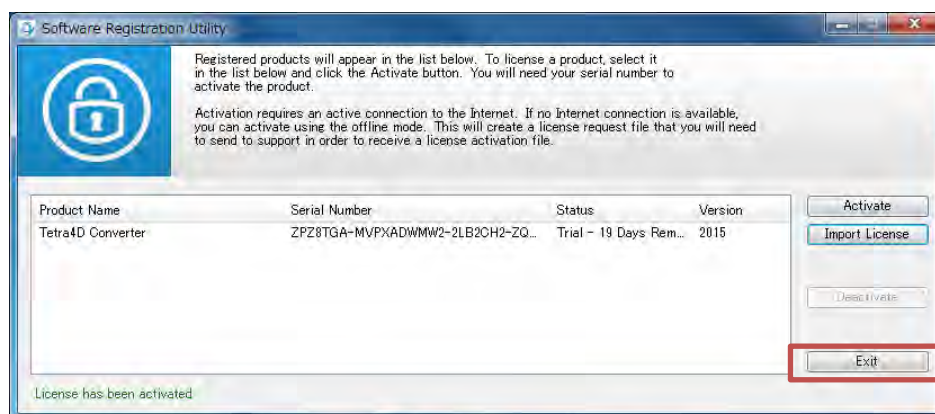 Software Registration Utility
Registered products will appear in the list below. To license a product, select it
in the list below and click the Activate button. You will need your serial number to
activate the product.
Activation requires an active connection to the Internet. If no Internet connection is available,
you can activate using the offline mode. This will create a license request file that you will need
to send to support in order to receive a license activation file.
Product Name Serial Number Status Version
Tetra4D Converter ZPZ8TGA-MVPXADWMW2-2LB2CH2-ZQ... Trial - 19 Days Rem... 2015
Activate
Import License
Deactivate
Exit
License has been activated